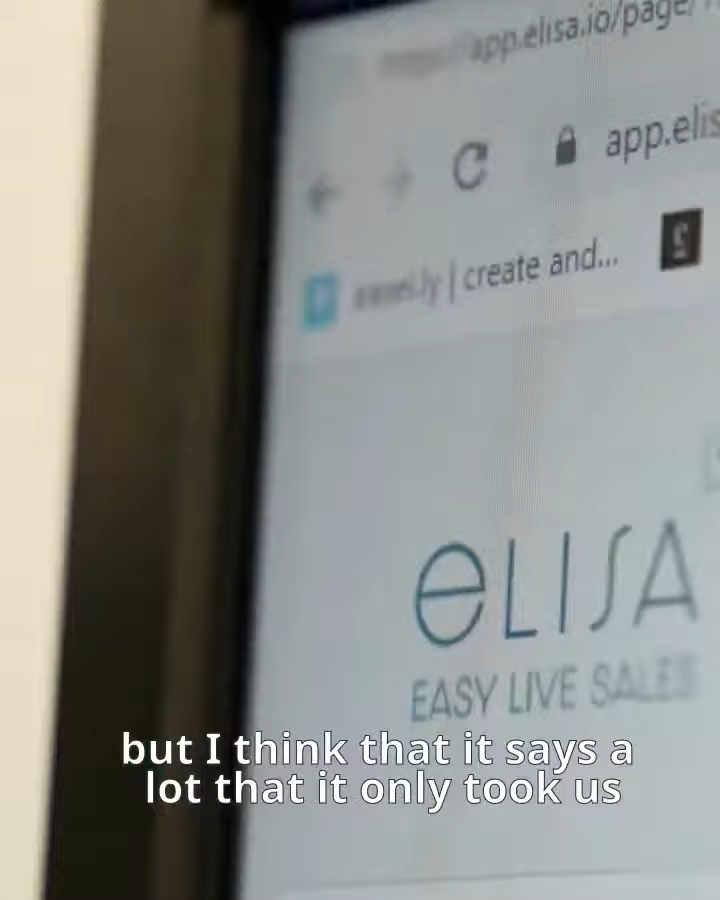 app.elisa.io/page/
app.elis
| create and...
eLISA
EASY LIVE SALES
but I think that it says a
lot that it only took us